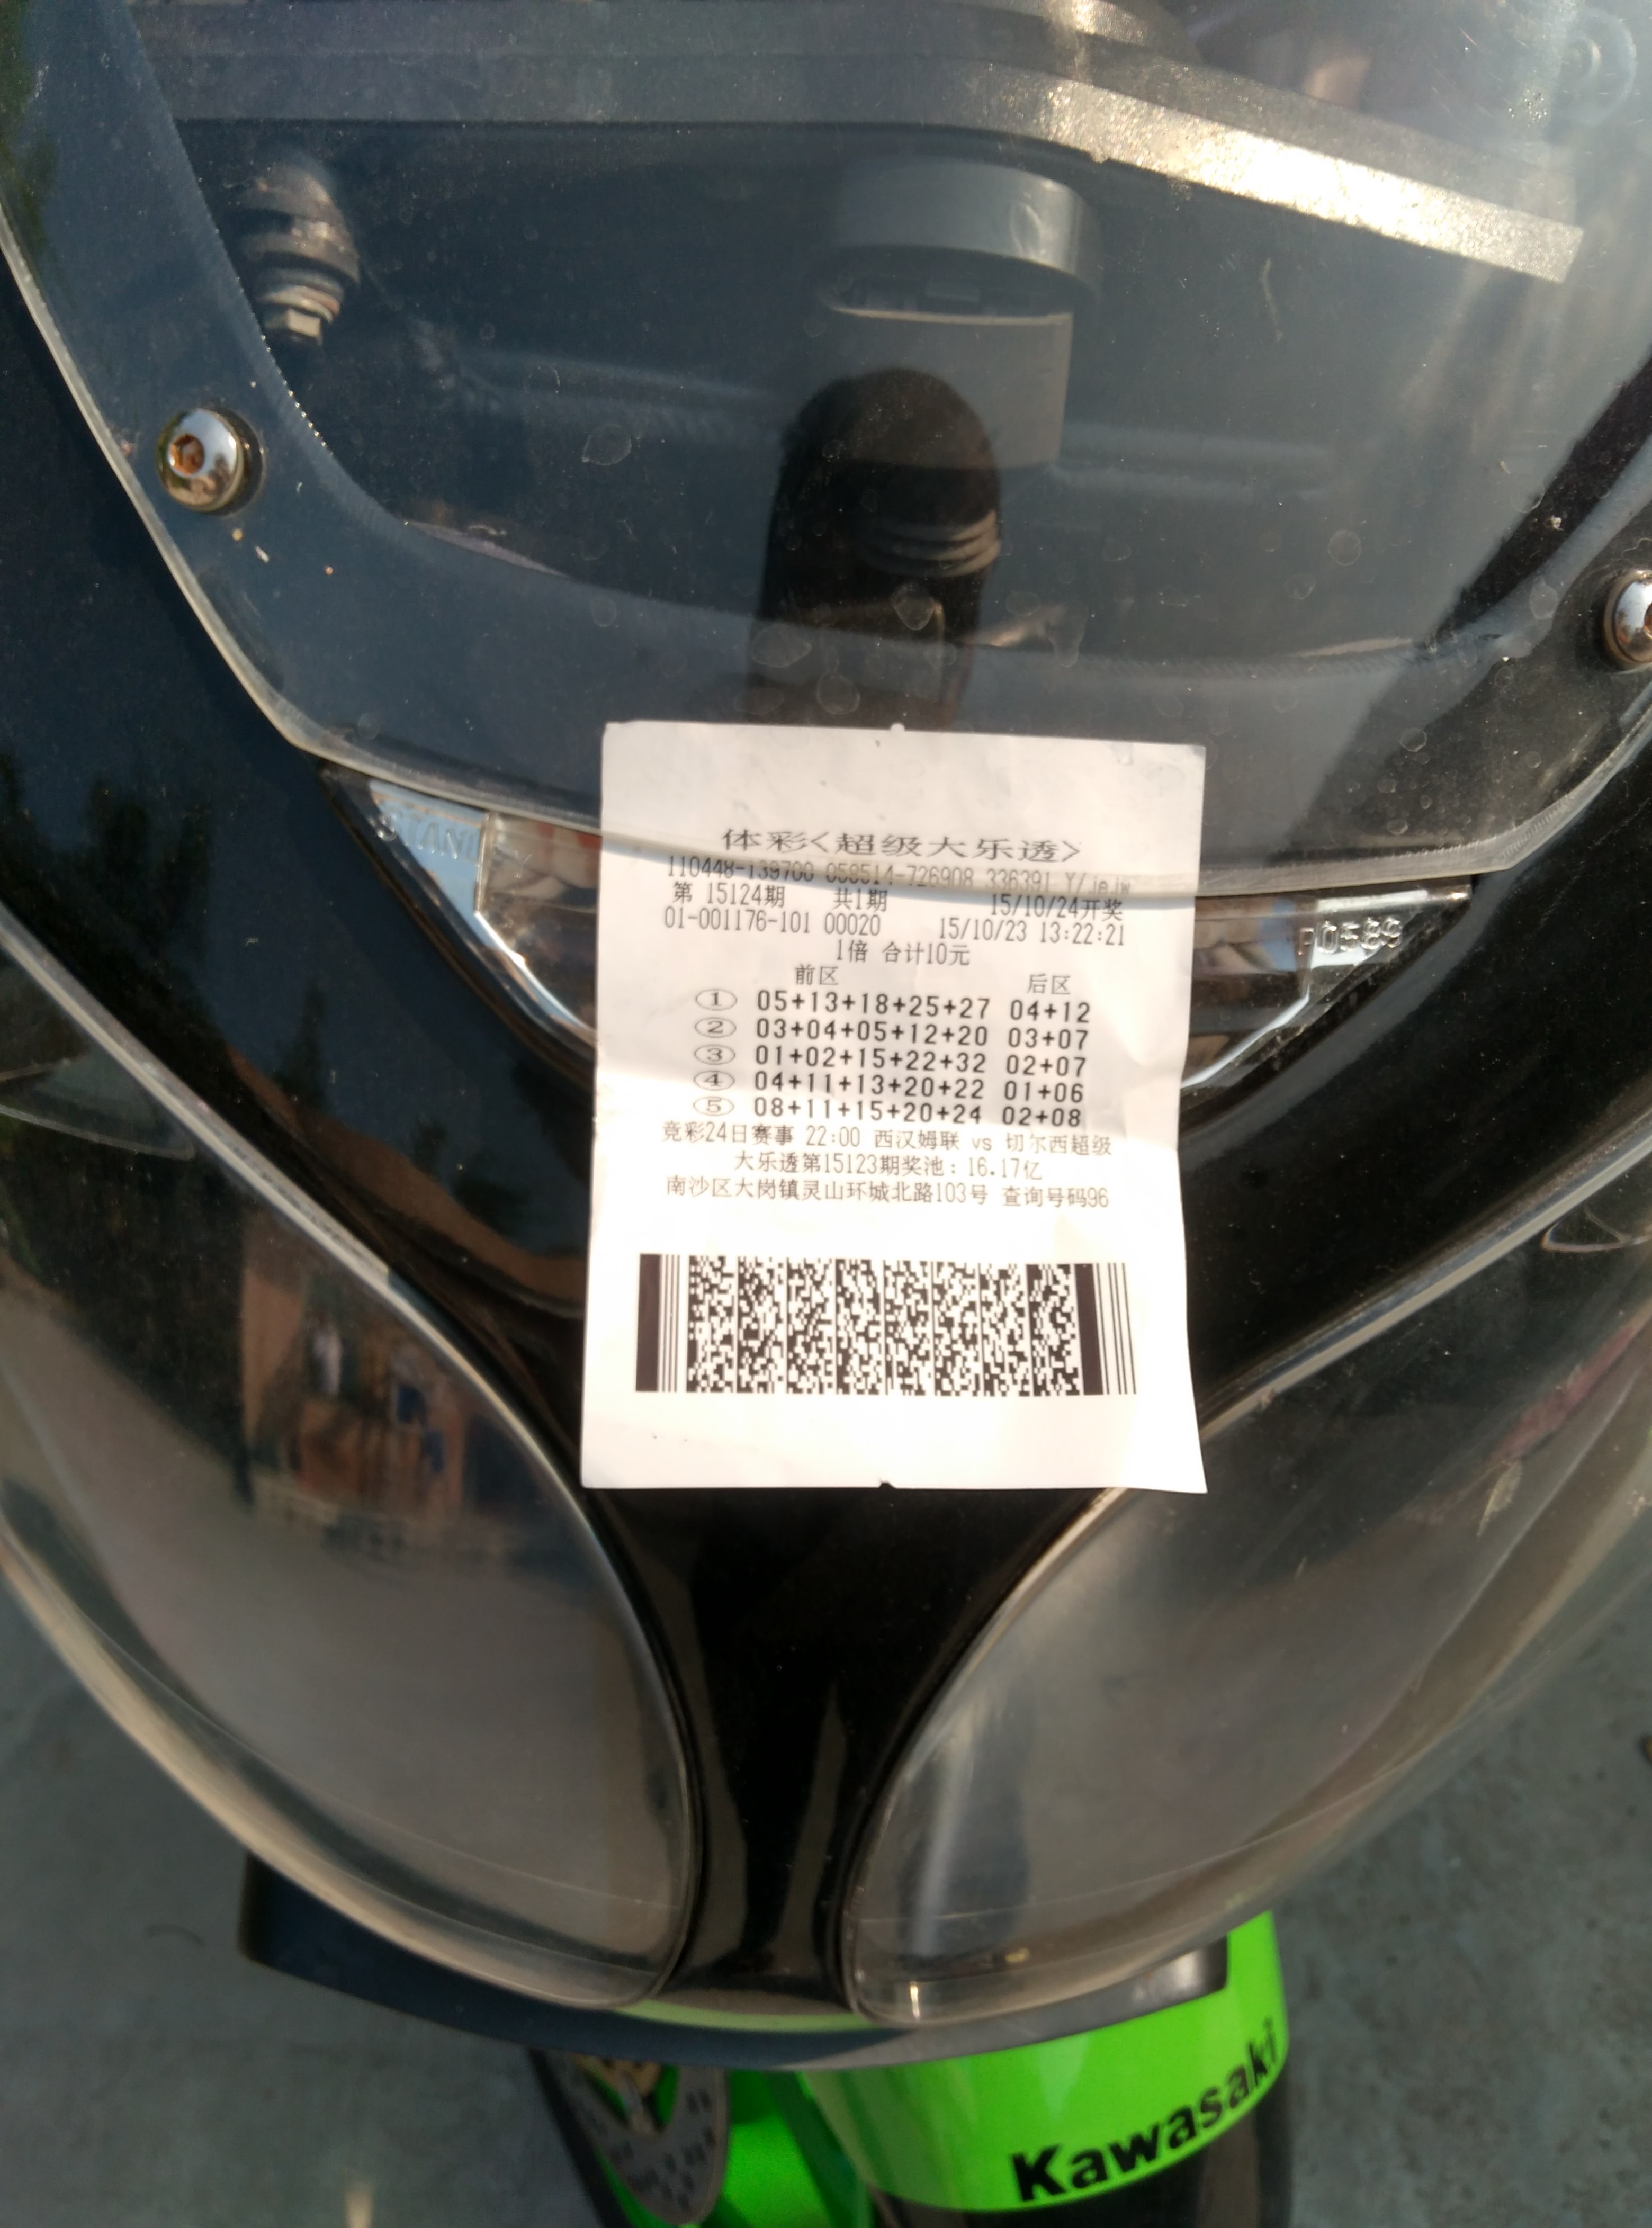 体彩<超级大乐透>
110448-139700 058514-726908 336391 Y/jejw
第 15124期 共1期 15/10/24开奖
01-001176-101 00020 15/10/23 13:22:21
1倍 合计10元
前区 后区
① 05+13+18+25+27 04+12
② 03+04+05+12+20 03+07
③ 01+02+15+22+32 02+07
④ 04+11+13+20+22 01+06
⑤ 08+11+15+20+24 02+08
竞彩24日赛事 22:00 西汉姆联 vs 切尔西超级
大乐透第15123期奖池：16.17亿
南沙区大岗镇灵山环城北路103号 查询号码96
Kawasaki